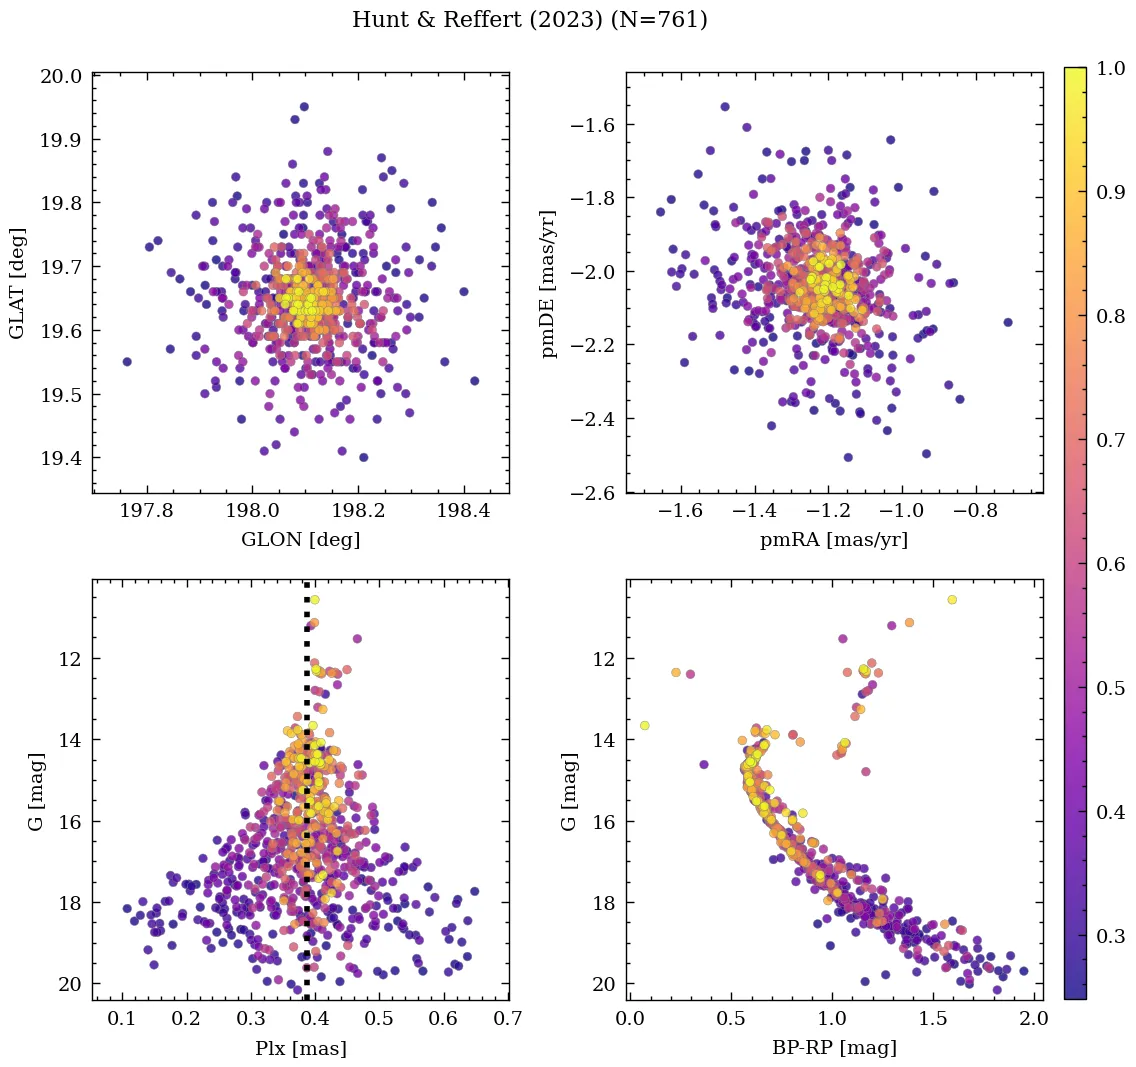 Hunt & Reffert (2023) (N=761)
20.0
19.9
19.8
19.7
19.6
19.5
19.4
GLAT [deg]
197.8 198.0 198.2 198.4
GLON [deg]
−1.6
−1.8
−2.0
−2.2
−2.4
−2.6
pmDE [mas/yr]
−1.6 −1.4 −1.2 −1.0 −0.8
pmRA [mas/yr]
12
14
16
18
20
G [mag]
0.1 0.2 0.3 0.4 0.5 0.6 0.7
Plx [mas]
12
14
16
18
20
G [mag]
0.0 0.5 1.0 1.5 2.0
BP-RP [mag]
1.0
0.9
0.8
0.7
0.6
0.5
0.4
0.3